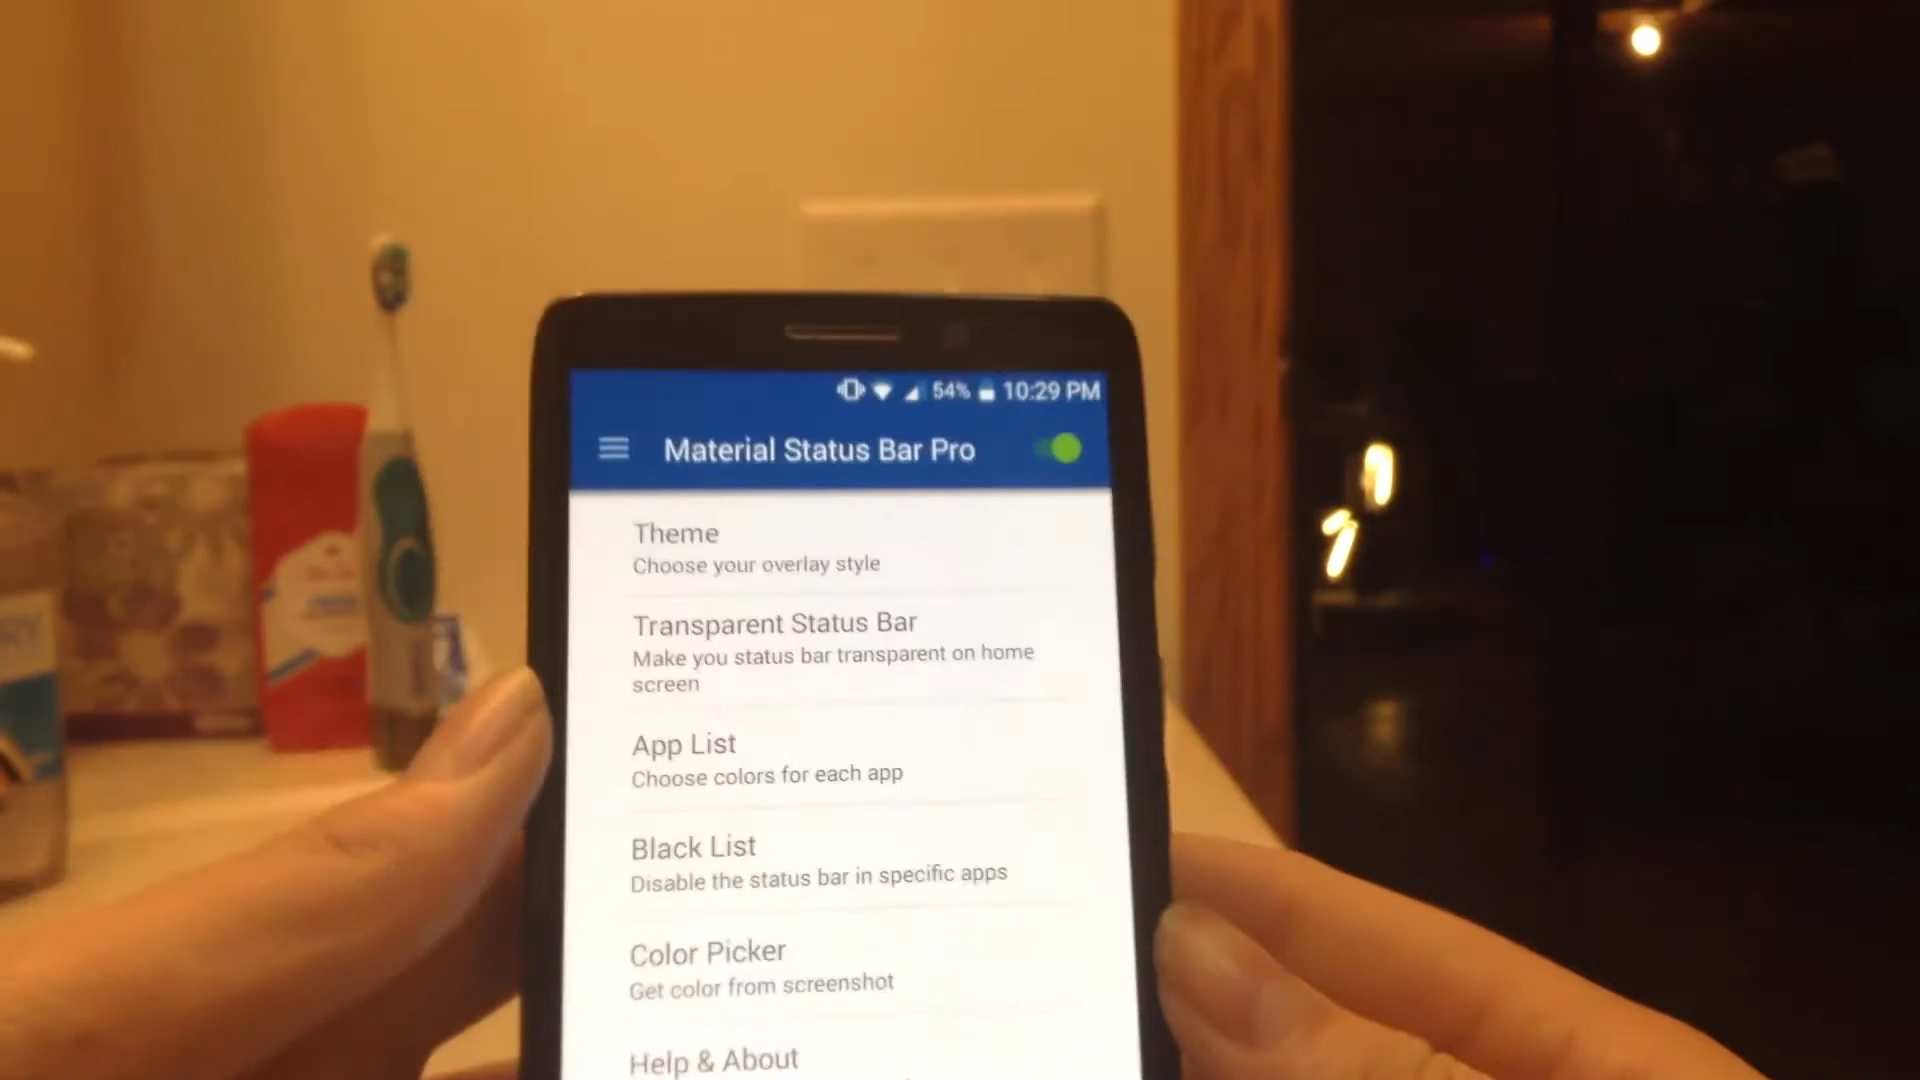 54% 10:29 PM
Material Status Bar Pro
Theme
Choose your overlay style
Transparent Status Bar
Make you status bar transparent on home
screen
App List
Choose colors for each app
Black List
Disable the status bar in specific apps
Color Picker
Get color from screenshot
Help & About